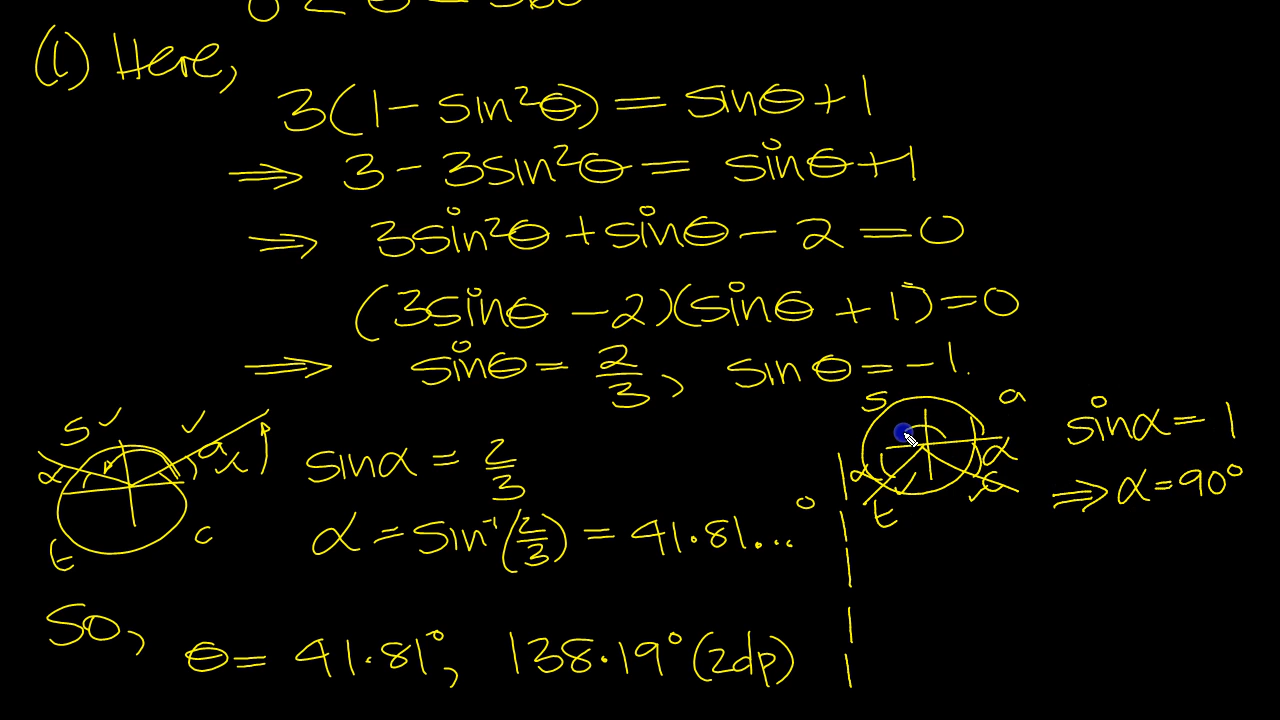 (1) Here,
3(1 - sin²θ) = sinθ + 1
⇒ 3 - 3sin²θ = sinθ + 1
⇒ 3sin²θ + sinθ - 2 = 0
(3sinθ - 2)(sinθ + 1) = 0
⇒ sinθ = 2/3, sinθ = -1.
s ✓ ✓ a
α α
t c
sinα = 2/3
α = sin⁻¹(2/3) = 41.81...°
So,
θ = 41.81°, 138.19° (2dp)
s a
α α
t c
sinα = 1
⇒ α = 90°